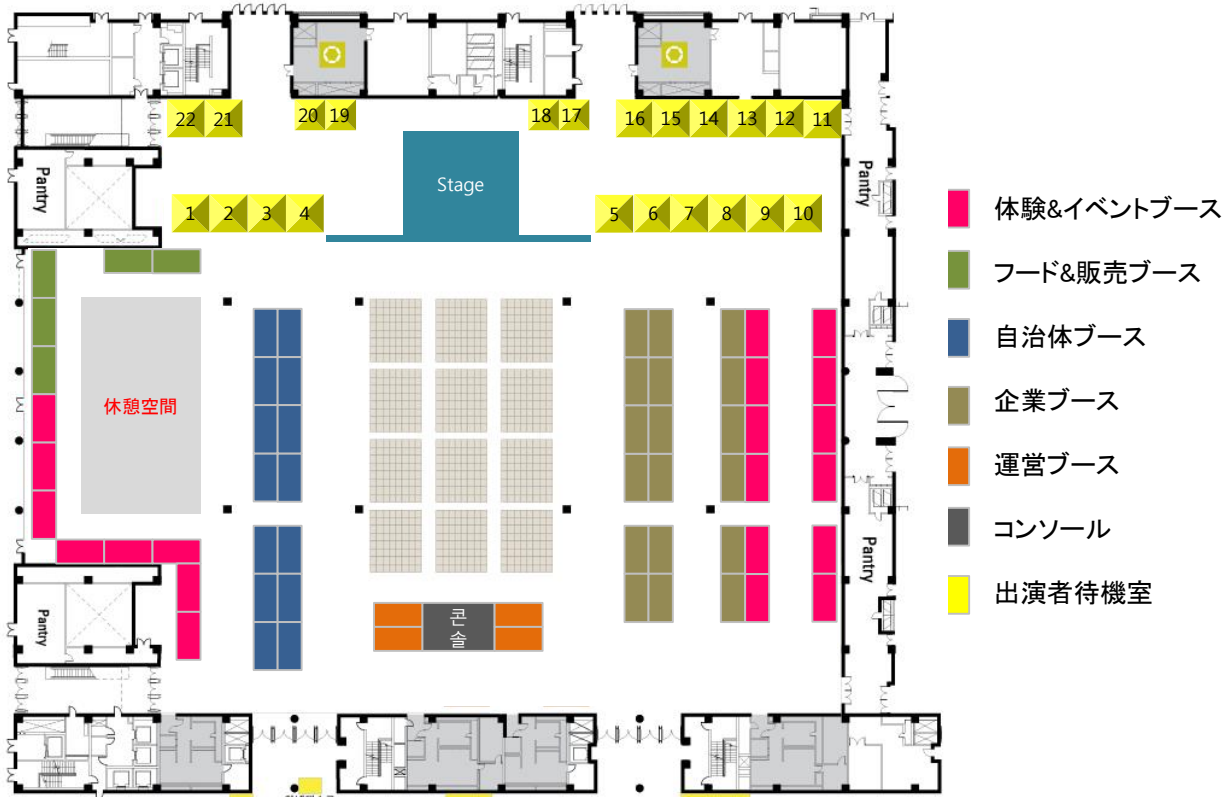 22 21
20 19
18 17
16 15 14 13 12 11
Pantry
Pantry
Stage
1 2 3 4
5 6 7 8 9 10
体験&イベントブース
フード&販売ブース
自治体ブース
休憩空間
企業ブース
運営ブース
コンソール
Pantry
出演者待機室
콘
솔
Pantry